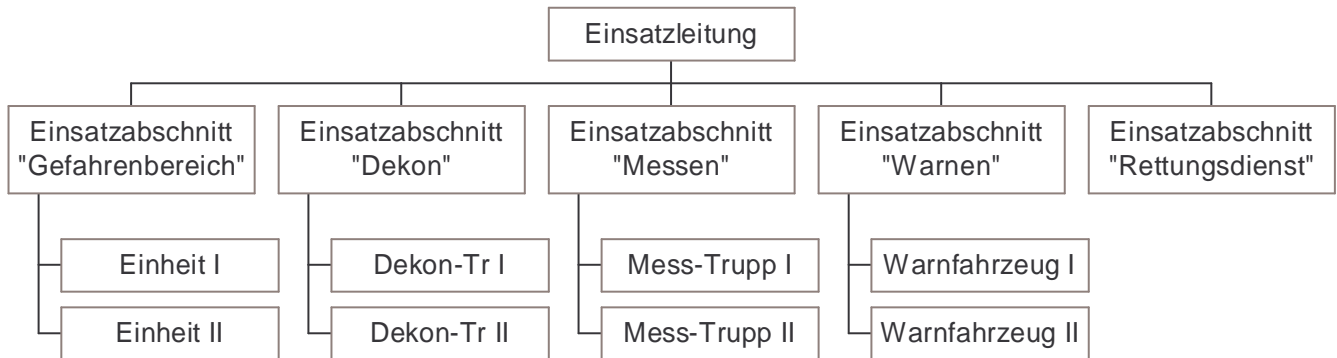 Einsatzleitung
Einsatzabschnitt
"Gefahrenbereich"
Einsatzabschnitt
"Dekon"
Einsatzabschnitt
"Messen"
Einsatzabschnitt
"Warnen"
Einsatzabschnitt
"Rettungsdienst"
Einheit I
Dekon-Tr I
Mess-Trupp I
Warnfahrzeug I
Einheit II
Dekon-Tr II
Mess-Trupp II
Warnfahrzeug II